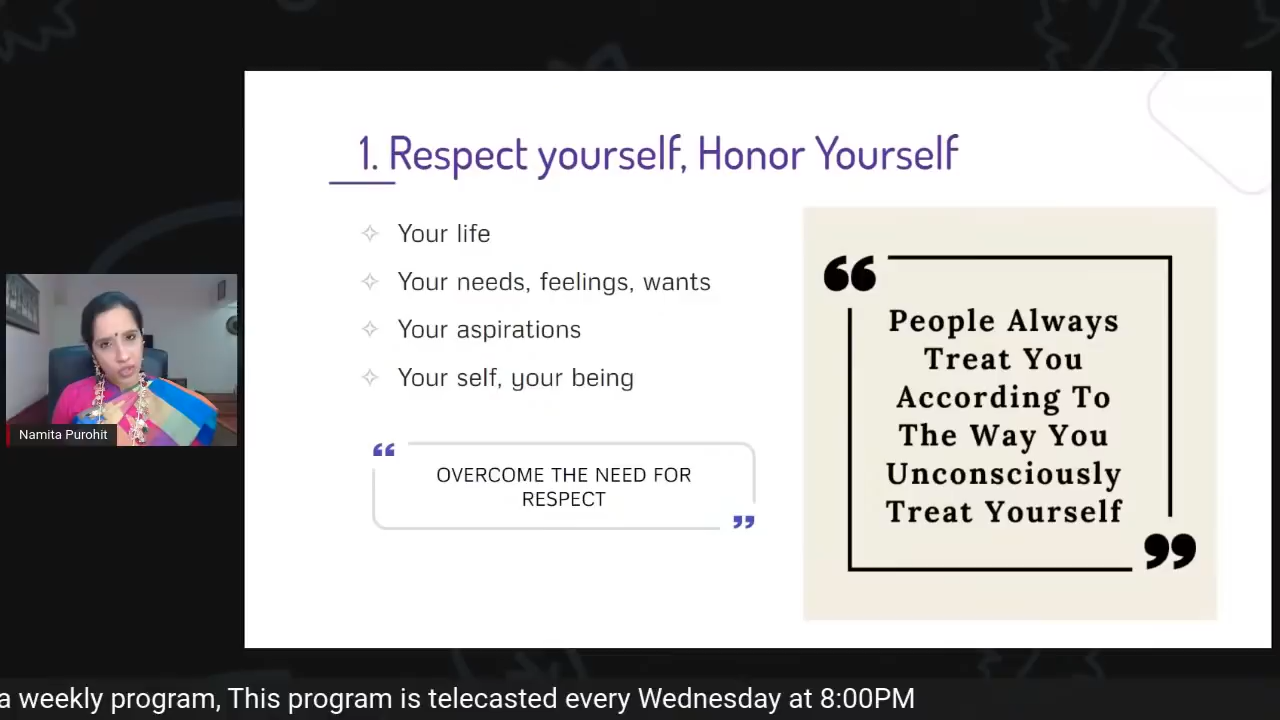 1. Respect yourself, Honor Yourself
Your life
Your needs, feelings, wants
Your aspirations
Your self, your being
“ OVERCOME THE NEED FOR
RESPECT ”
“ People Always
Treat You
According To
The Way You
Unconsciously
Treat Yourself ”
Namita Purohit
a weekly program, This program is telecasted every Wednesday at 8:00PM